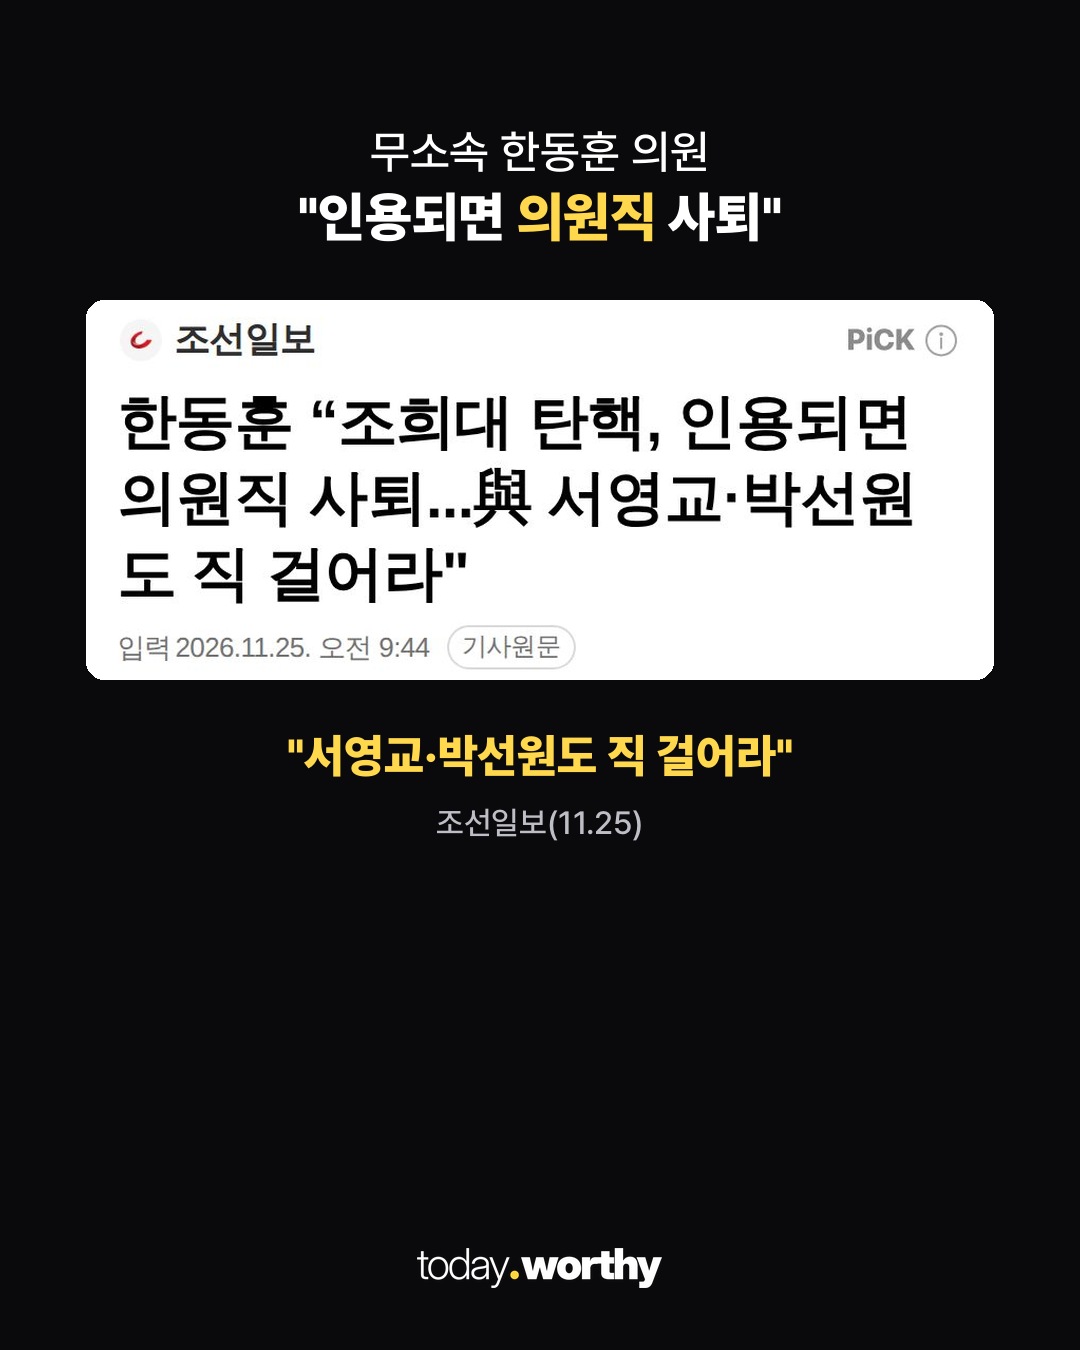 무소속 한동훈 의원
"인용되면 의원직 사퇴"
조선일보 PiCK i
한동훈 “조희대 탄핵, 인용되면
의원직 사퇴...與 서영교·박선원
도 직 걸어라"
입력 2026.11.25. 오전 9:44 기사원문
"서영교·박선원도 직 걸어라"
조선일보(11.25)
today.worthy